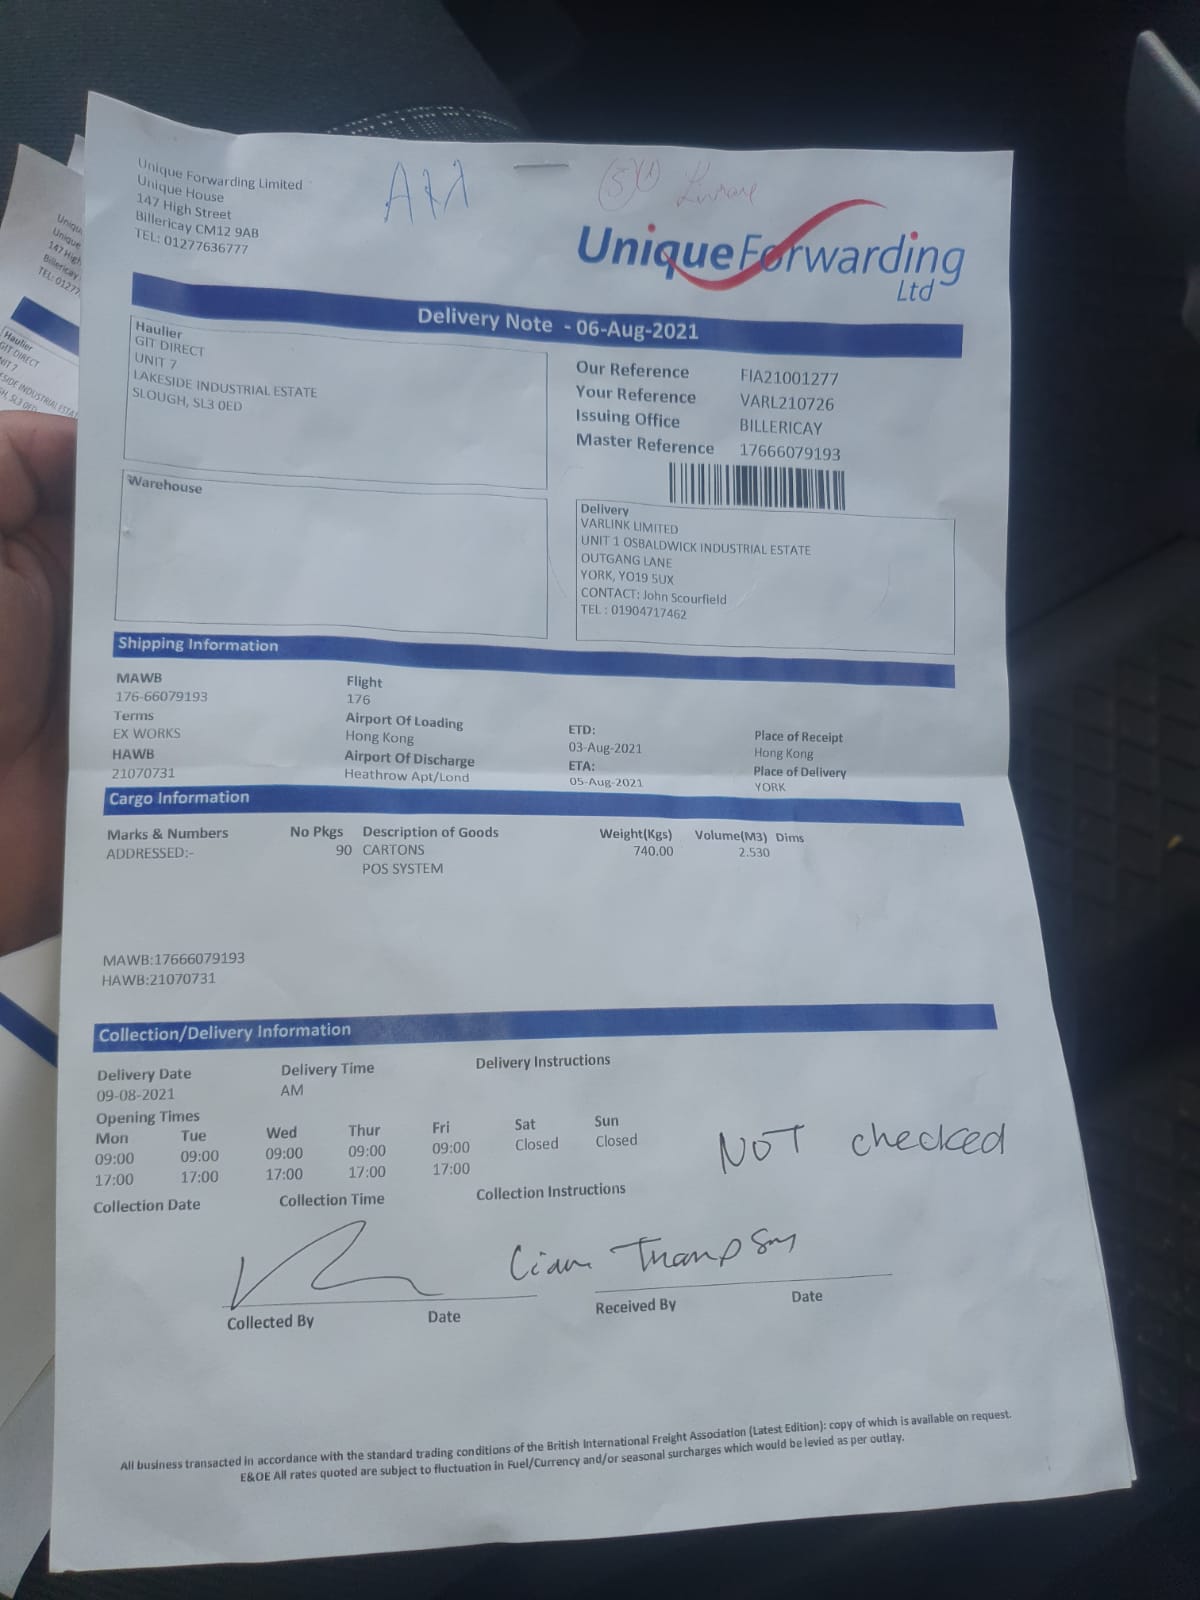 Unique Forwarding Limited
Unique House
147 High Street
Billericay CM12 9AB
TEL: 01277636777
UniqueForwarding
Ltd
Delivery Note - 06-Aug-2021
Haulier
GIT DIRECT
UNIT 7
LAKESIDE INDUSTRIAL ESTATE
SLOUGH, SL3 0ED
Our Reference FIA21001277
Your Reference VARL210726
Issuing Office BILLERICAY
Master Reference 17666079193
Warehouse
Delivery
VARLINK LIMITED
UNIT 1 OSBALDWICK INDUSTRIAL ESTATE
OUTGANG LANE
YORK, YO19 5UX
CONTACT: John Scourfield
TEL : 01904717462
Shipping Information
MAWB Flight
176-66079193 176
Terms Airport Of Loading ETD: Place of Receipt
EX WORKS Hong Kong 03-Aug-2021 Hong Kong
HAWB Airport Of Discharge ETA: Place of Delivery
21070731 Heathrow Apt/Lond 05-Aug-2021 YORK
Cargo Information
Marks & Numbers No Pkgs Description of Goods Weight(Kgs) Volume(M3) Dims
ADDRESSED:- 90 CARTONS 740.00 2.530
POS SYSTEM
MAWB:17666079193
HAWB:21070731
Collection/Delivery Information
Delivery Date Delivery Time Delivery Instructions
09-08-2021 AM
Opening Times
Mon Tue Wed Thur Fri Sat Sun
09:00 09:00 09:00 09:00 09:00 Closed Closed
17:00 17:00 17:00 17:00 17:00
NOT checked
Collection Date Collection Time Collection Instructions
Collected By Date Received By Date
All business transacted in accordance with the standard trading conditions of the British International Freight Association (Latest Edition): copy of which is available on request.
E&OE All rates quoted are subject to fluctuation in Fuel/Currency and/or seasonal surcharges which would be levied as per outlay.